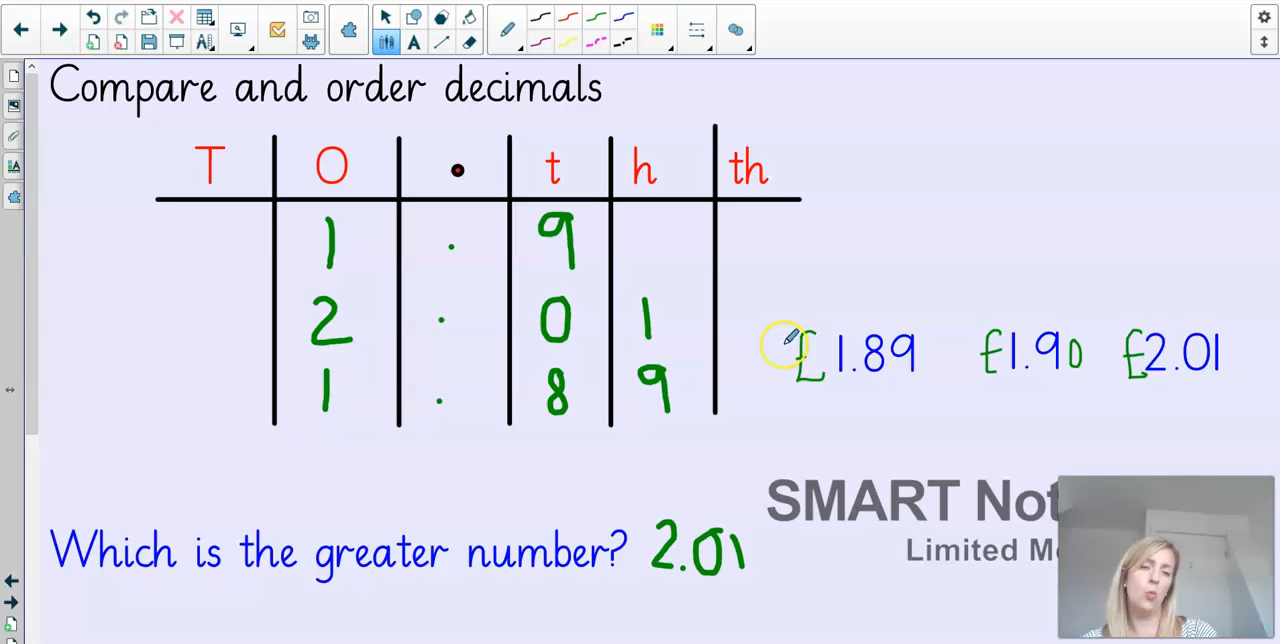 Compare and order decimals
T O . t h th
1 . 9
2 . 0 1
£1.89 £1.90 £2.01
1 . 8 9
SMART Not
Limited Mo
Which is the greater number? 2.01